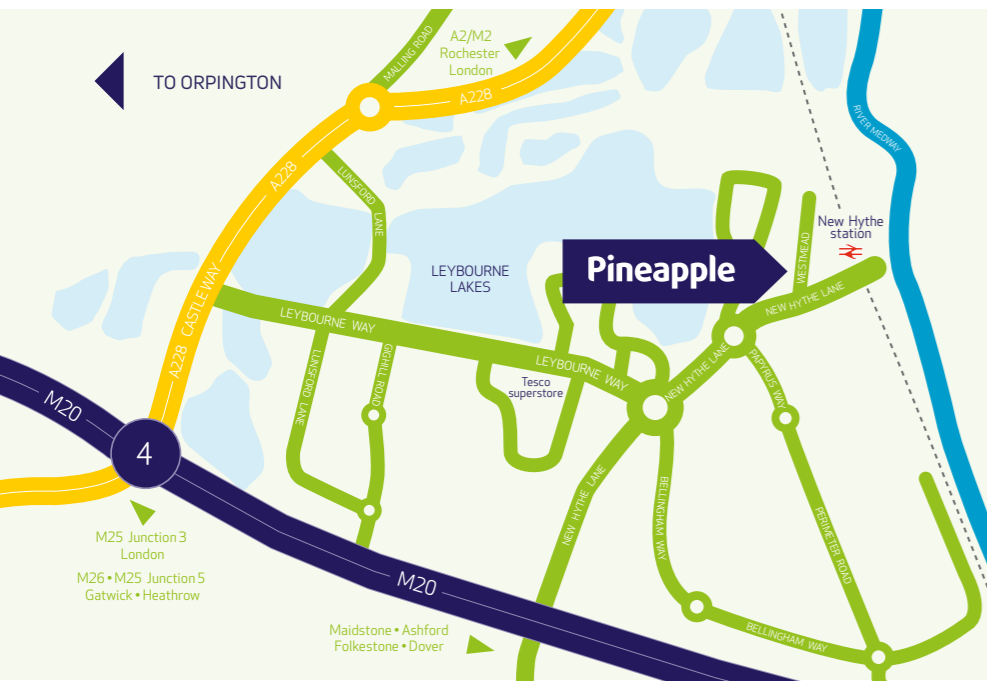 TO ORPINGTON
MALLING ROAD
A2/M2
Rochester
London
A228
A228
LUNSFORD LANE
RIVER MEDWAY
New Hythe
station
WESTMEAD
Pineapple
LEYBOURNE
LAKES
NEW HYTHE LANE
A228 CASTLE WAY
LEYBOURNE WAY
LEYBOURNE WAY
NEW HYTHE LANE
PAPYRUS WAY
LUNSFORD LANE
GIGHILL ROAD
Tesco
superstore
M20
4
NEW HYTHE LANE
BELLINGHAM WAY
PERIMETER ROAD
M25 Junction 3
London
M26 • M25 Junction 5
Gatwick • Heathrow
M20
Maidstone • Ashford
Folkestone • Dover
BELLINGHAM WAY